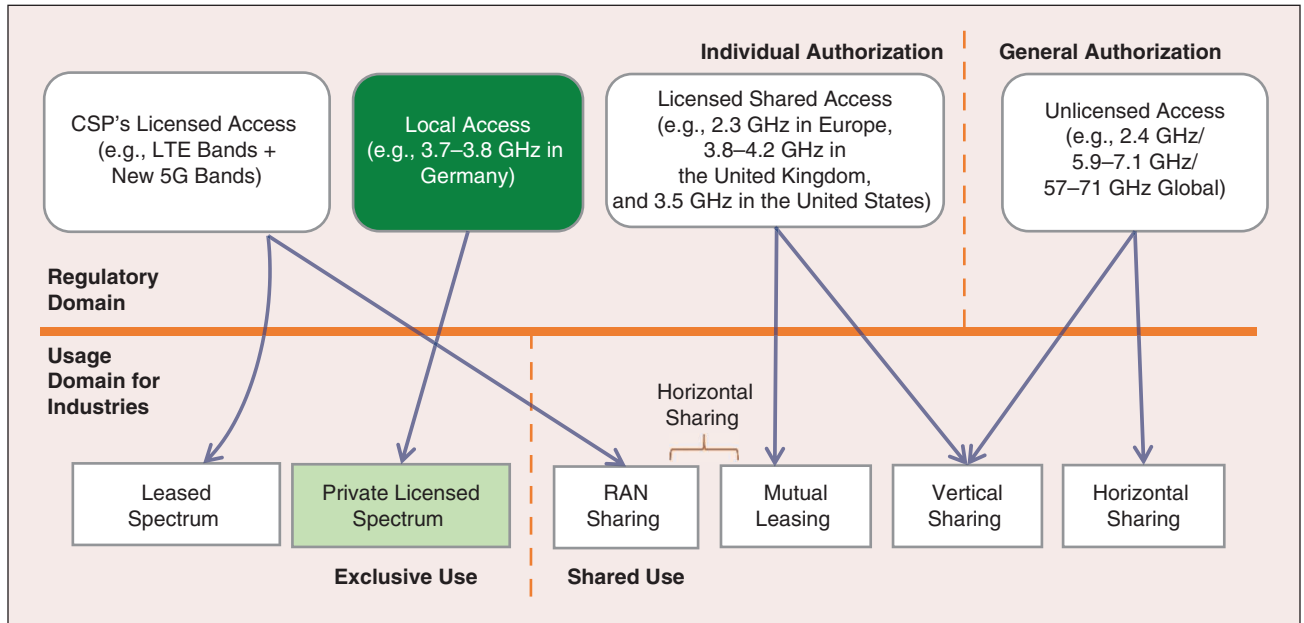 Individual Authorization
General Authorization
CSP's Licensed Access
(e.g., LTE Bands +
New 5G Bands)
Local Access
(e.g., 3.7–3.8 GHz in
Germany)
Licensed Shared Access
(e.g., 2.3 GHz in Europe,
3.8–4.2 GHz in
the United Kingdom,
and 3.5 GHz in the United States)
Unlicensed Access
(e.g., 2.4 GHz/
5.9–7.1 GHz/
57–71 GHz Global)
Regulatory
Domain
Usage
Domain for
Industries
Horizontal
Sharing
Leased
Spectrum
Private Licensed
Spectrum
RAN
Sharing
Mutual
Leasing
Vertical
Sharing
Horizontal
Sharing
Exclusive Use
Shared Use